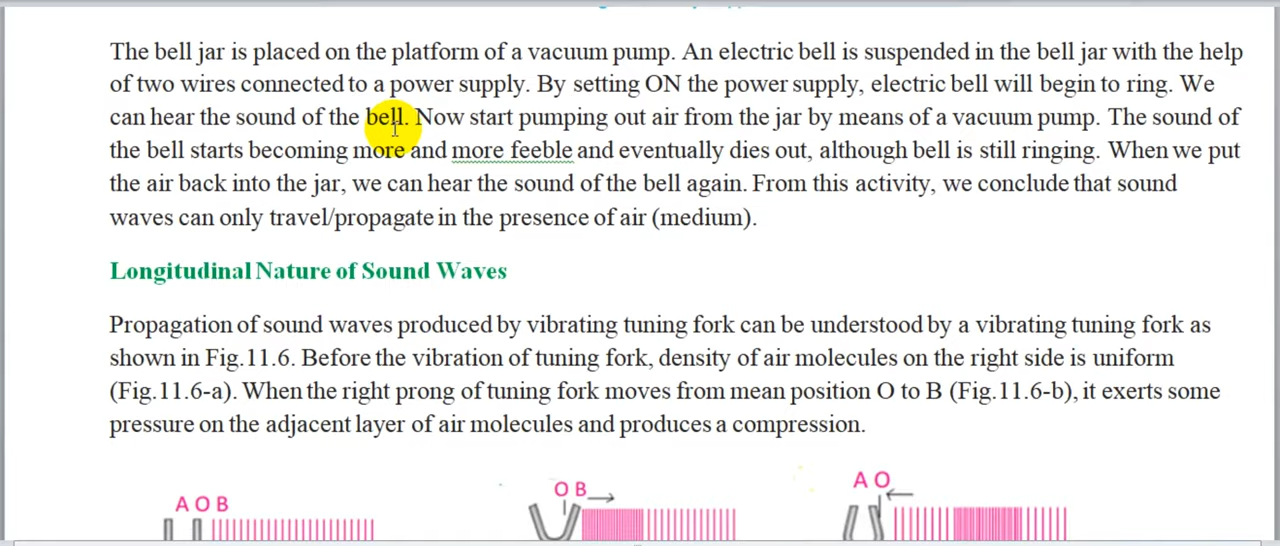 The bell jar is placed on the platform of a vacuum pump. An electric bell is suspended in the bell jar with the help
of two wires connected to a power supply. By setting ON the power supply, electric bell will begin to ring. We
can hear the sound of the bell. Now start pumping out air from the jar by means of a vacuum pump. The sound of
the bell starts becoming more and more feeble and eventually dies out, although bell is still ringing. When we put
the air back into the jar, we can hear the sound of the bell again. From this activity, we conclude that sound
waves can only travel/propagate in the presence of air (medium).
Longitudinal Nature of Sound Waves
Propagation of sound waves produced by vibrating tuning fork can be understood by a vibrating tuning fork as
shown in Fig.11.6. Before the vibration of tuning fork, density of air molecules on the right side is uniform
(Fig.11.6-a). When the right prong of tuning fork moves from mean position O to B (Fig.11.6-b), it exerts some
pressure on the adjacent layer of air molecules and produces a compression.
A O B
O B
A O